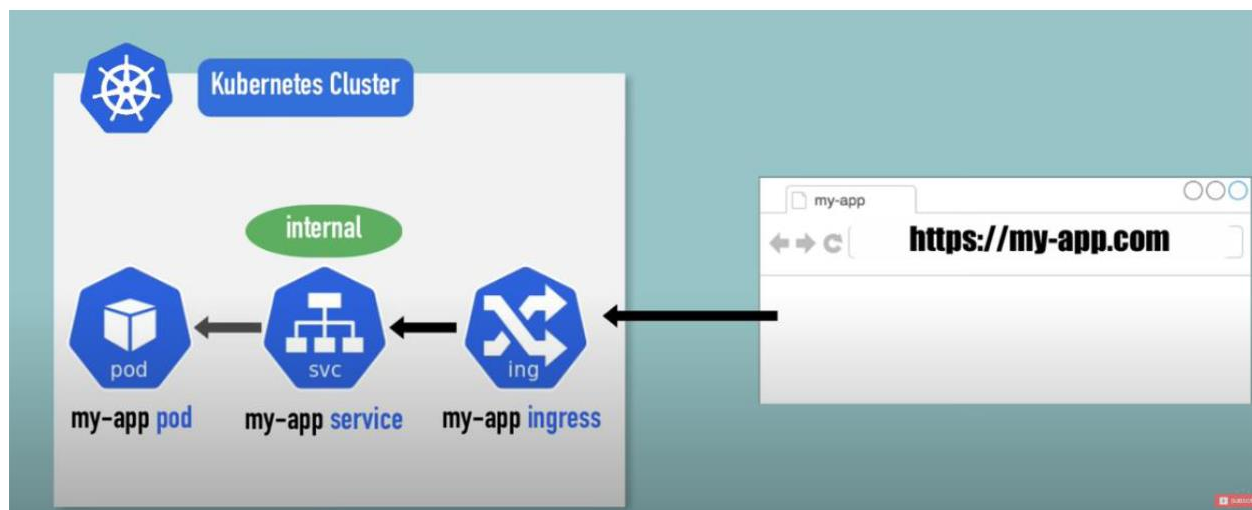 Kubernetes Cluster
internal
pod
svc
ing
my-app pod
my-app service
my-app ingress
my-app
https://my-app.com